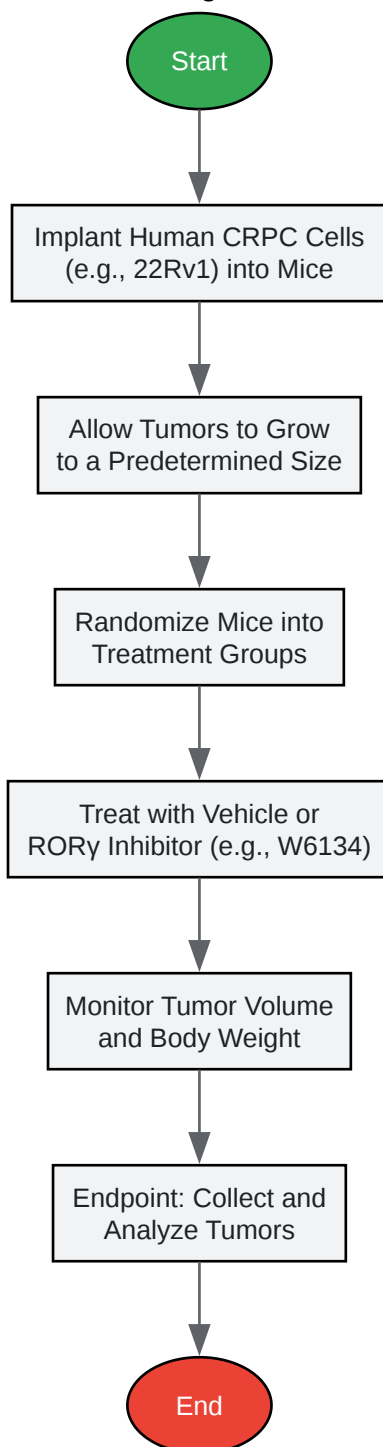 Start
Implant Human CRPC Cells
(e.g., 22Rv1) into Mice
Allow Tumors to Grow
to a Predetermined Size
Randomize Mice into
Treatment Groups
Treat with Vehicle or
RORγ Inhibitor (e.g., W6134)
Monitor Tumor Volume
and Body Weight
Endpoint: Collect and
Analyze Tumors
End